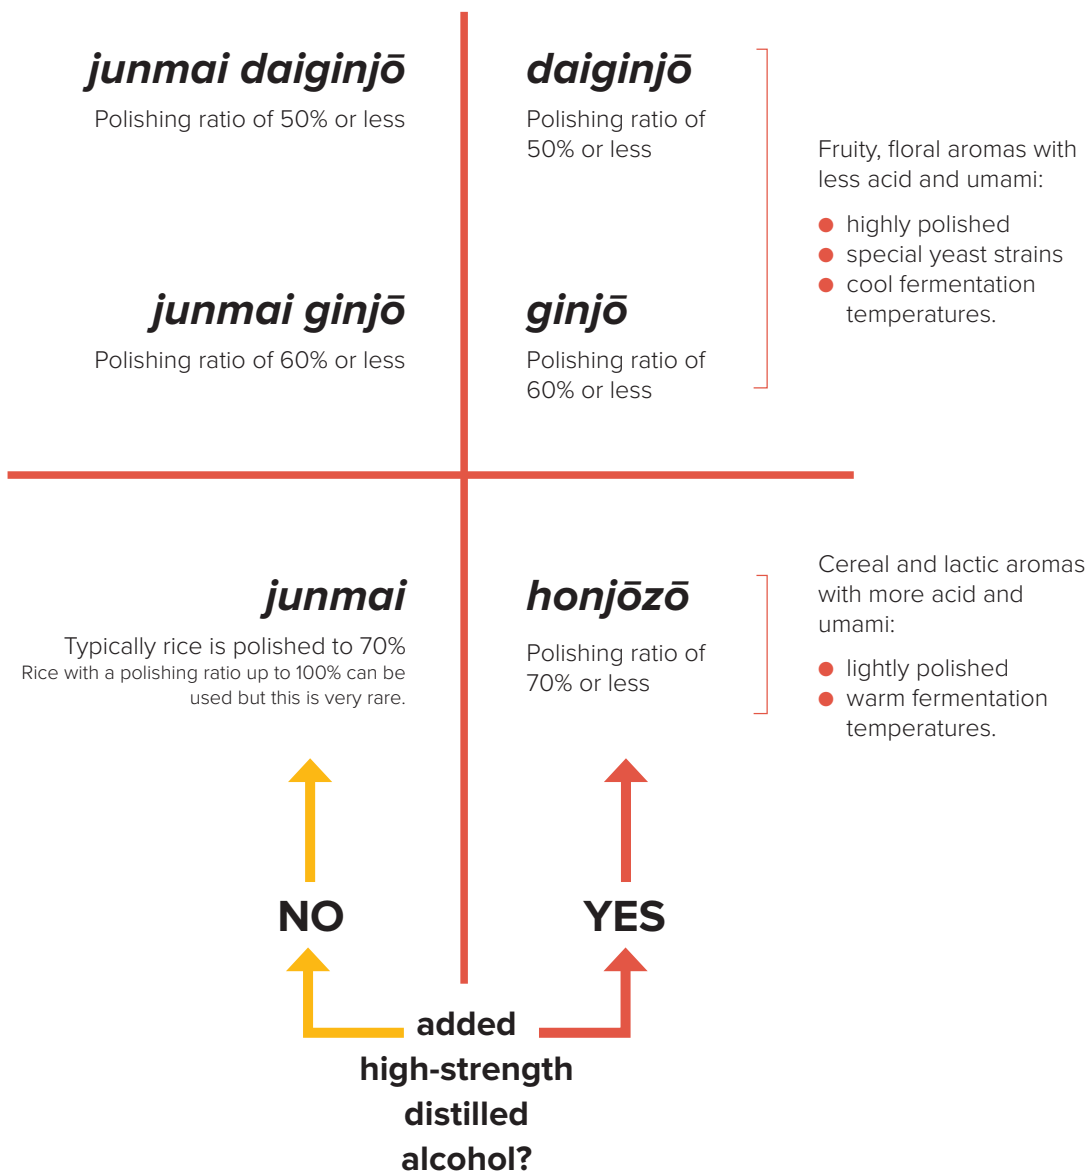 junmai daiginjō
Polishing ratio of 50% or less
daiginjō
Polishing ratio of
50% or less
Fruity, floral aromas with
less acid and umami:
● highly polished
● special yeast strains
● cool fermentation
temperatures.
junmai ginjō
Polishing ratio of 60% or less
ginjō
Polishing ratio of
60% or less
junmai
Typically rice is polished to 70%
Rice with a polishing ratio up to 100% can be
used but this is very rare.
honjōzō
Polishing ratio of
70% or less
Cereal and lactic aromas
with more acid and
umami:
● lightly polished
● warm fermentation
temperatures.
NO
YES
added
high-strength
distilled
alcohol?